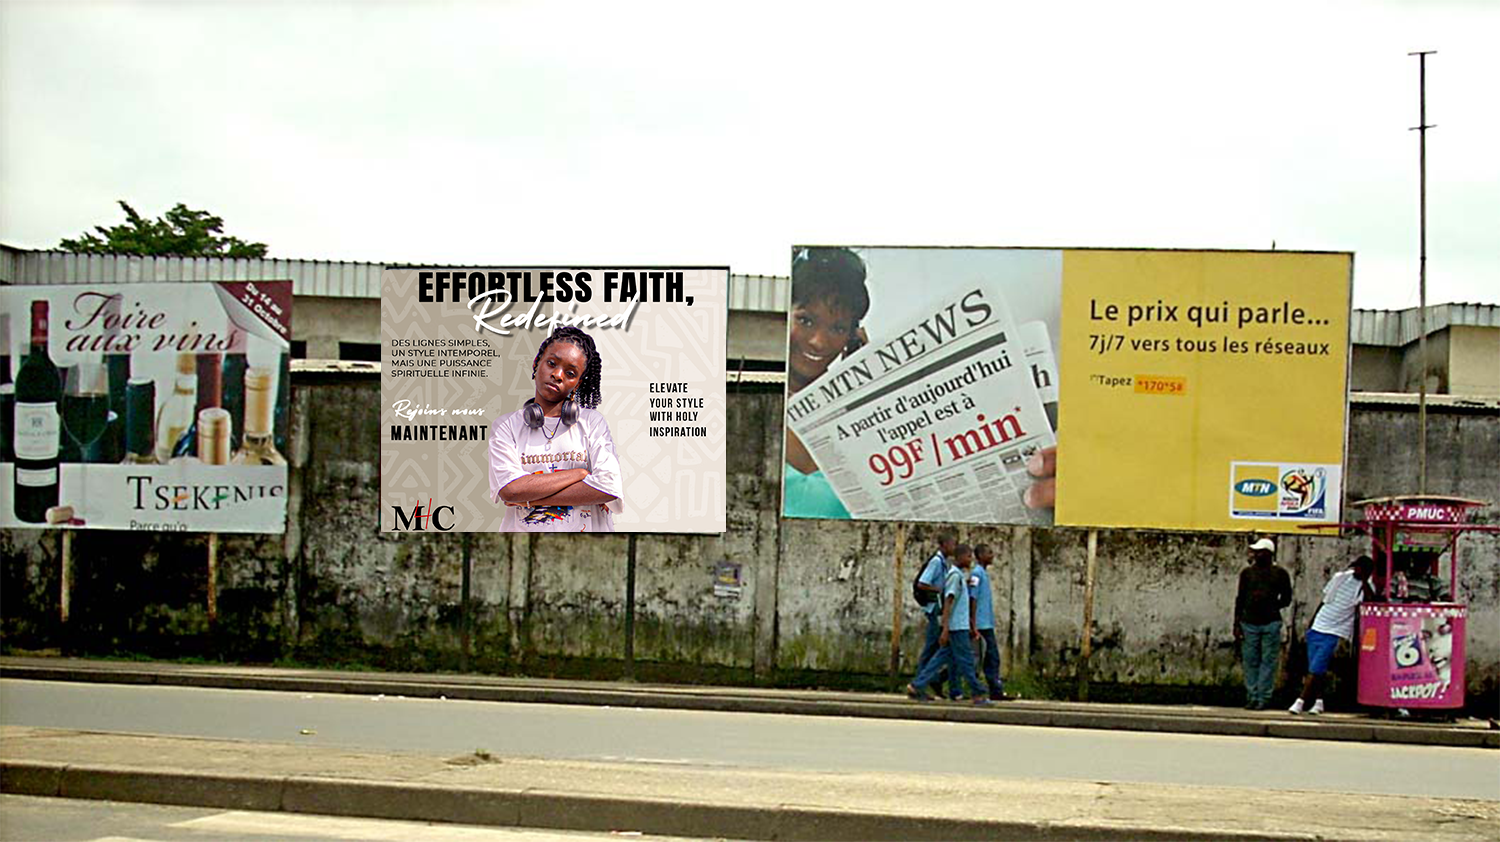 Foire
aux vins
Du 14 au
31 Octobre
TSEKENIS
Parce qu'o
EFFORTLESS FAITH,
Redefined
DES LIGNES SIMPLES,
UN STYLE INTEMPOREL,
MAIS UNE PUISSANCE
SPIRITUELLE INFINIE.
Rejoins nous
MAINTENANT
ELEVATE
YOUR STYLE
WITH HOLY
INSPIRATION
immortal
MHC
THE MTN NEWS
A partir d'aujourd'hui
l'appel est à
99F/min*
h
Le prix qui parle...
7j/7 vers tous les réseaux
Tapez *170*5#
MTN
FIFA
PMUC
6
JACKPOT!